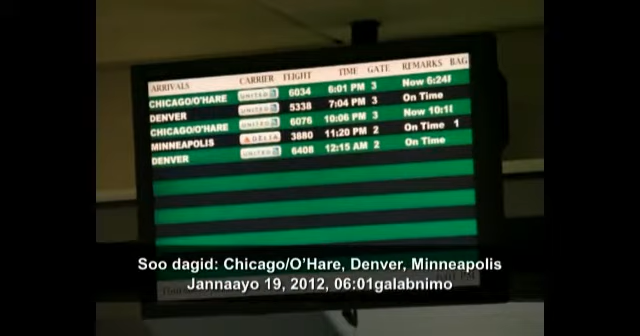 ARRIVALS CARRIER FLIGHT TIME GATE REMARKS BAG
CHICAGO/O'HARE UNITED 6034 6:01 PM 3 Now 6:24
DENVER UNITED 5338 7:04 PM 3 On Time
CHICAGO/O'HARE UNITED 6076 10:06 PM 3 Now 10:18
MINNEAPOLIS DELTA 3880 11:20 PM 2 On Time 1
DENVER UNITED 6408 12:15 AM 2 On Time
Soo dagid: Chicago/O'Hare, Denver, Minneapolis
Jannaayo 19, 2012, 06:01galabnimo